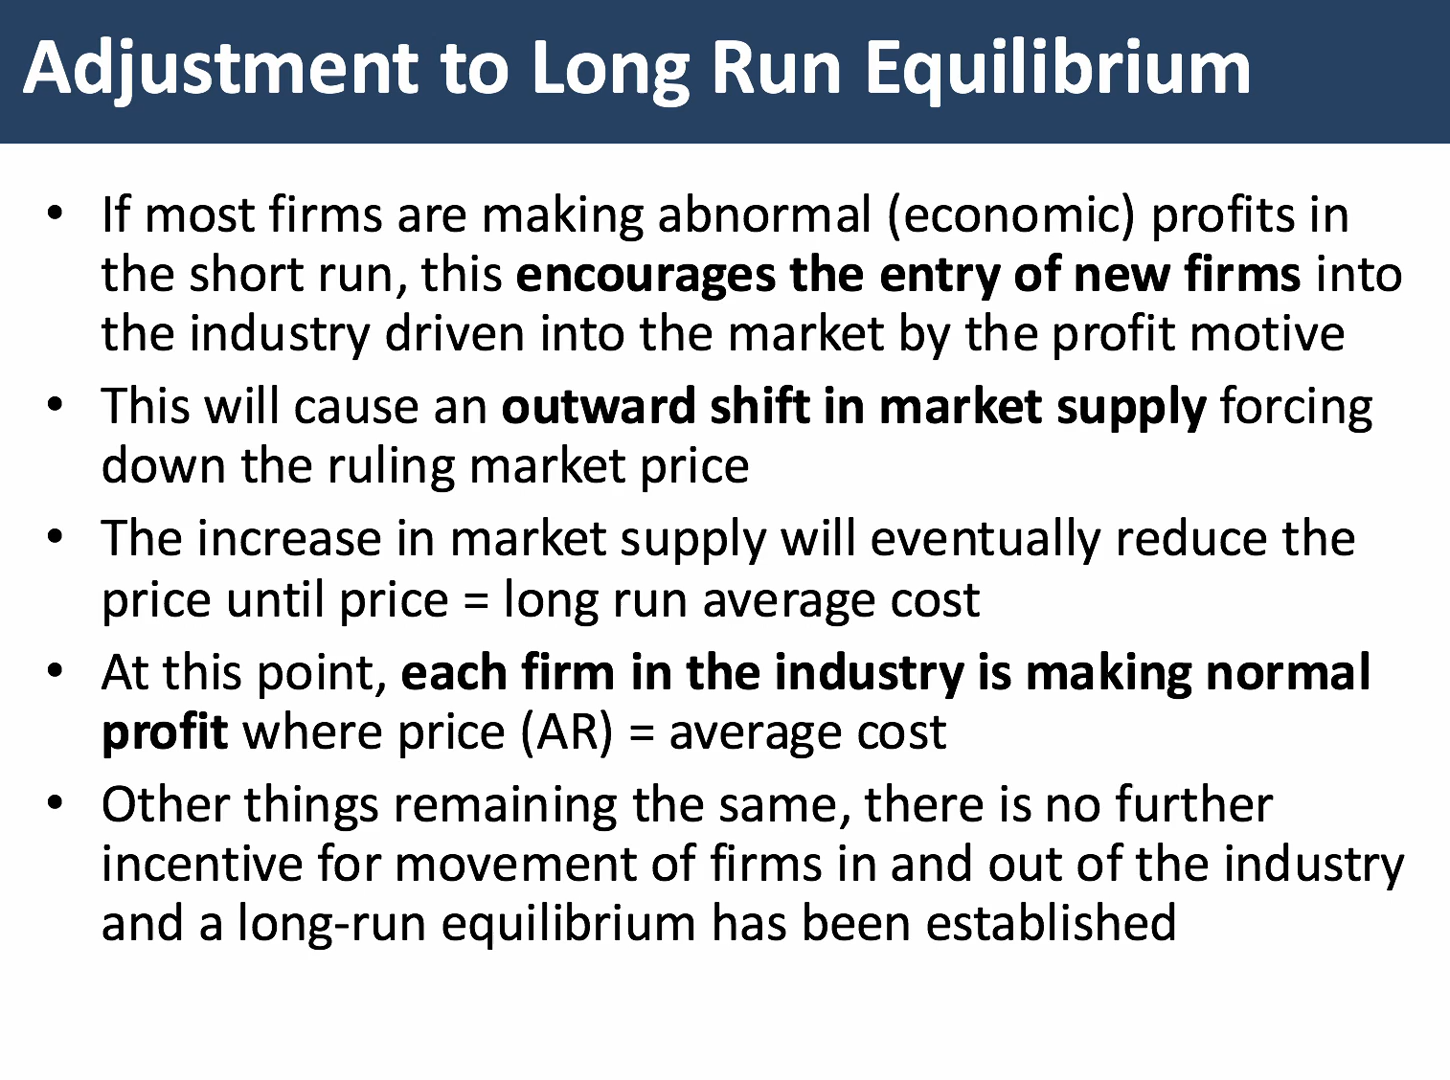 Adjustment to Long Run Equilibrium
• If most firms are making abnormal (economic) profits in
the short run, this encourages the entry of new firms into
the industry driven into the market by the profit motive
• This will cause an outward shift in market supply forcing
down the ruling market price
• The increase in market supply will eventually reduce the
price until price = long run average cost
• At this point, each firm in the industry is making normal
profit where price (AR) = average cost
• Other things remaining the same, there is no further
incentive for movement of firms in and out of the industry
and a long-run equilibrium has been established